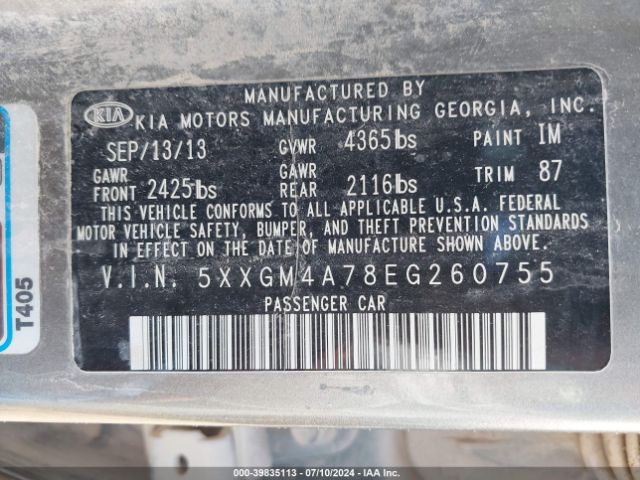 MANUFACTURED BY
KIA KIA MOTORS MANUFACTURING GEORGIA, INC.
SEP/13/13 GVWR 4365lbs PAINT IM
GAWR FRONT 2425lbs GAWR REAR 2116lbs TRIM 87
THIS VEHICLE CONFORMS TO ALL APPLICABLE U.S.A. FEDERAL
MOTOR VEHICLE SAFETY, BUMPER, AND THEFT PREVENTION STANDARDS
IN EFFECT ON THE DATE OF MANUFACTURE SHOWN ABOVE.
V.I.N. 5XXGM4A78EG260755
PASSENGER CAR
T405
STOCK #: 39835113 / 07/10/2024 / IAA Inc.